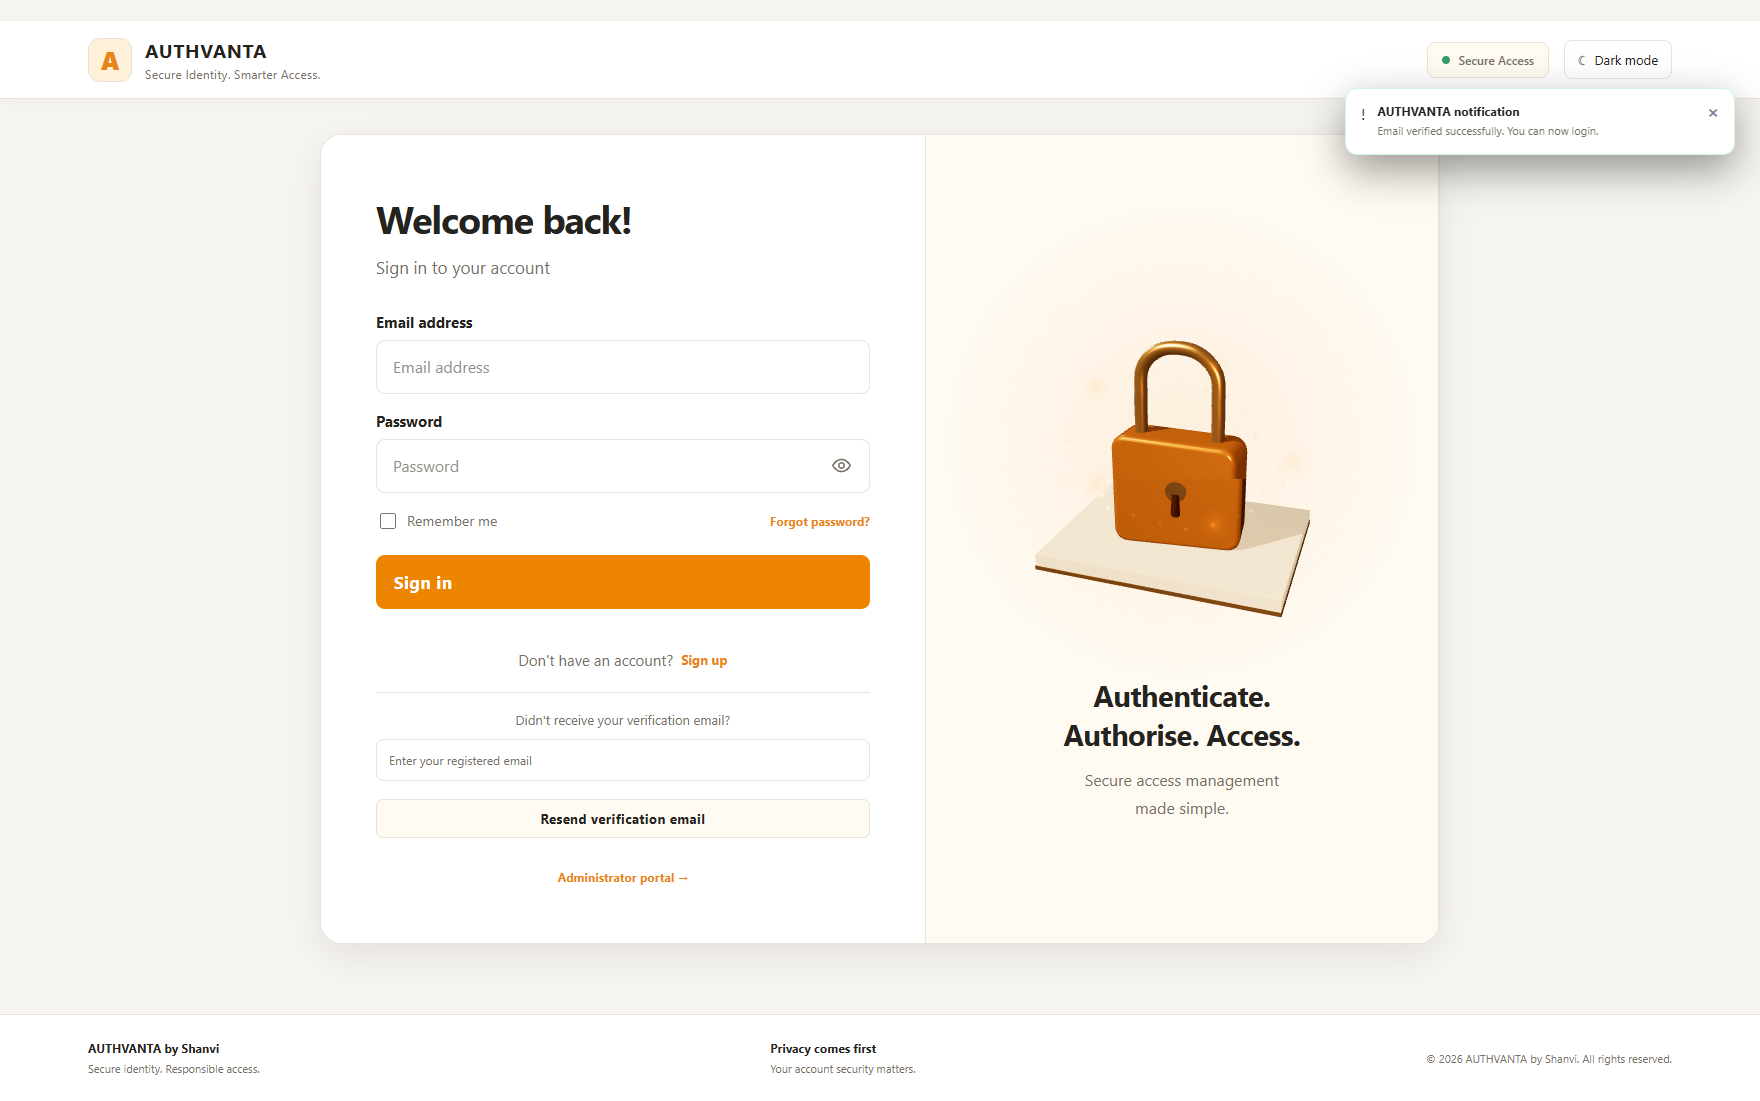 A
AUTHVANTA
Secure Identity. Smarter Access.
Secure Access
Dark mode
!
AUTHVANTA notification
Email verified successfully. You can now login.
×
Welcome back!
Sign in to your account
Email address
Email address
Password
Password
Remember me
Forgot password?
Sign in
Don't have an account? Sign up
Didn't receive your verification email?
Enter your registered email
Resend verification email
Administrator portal →
Authenticate.
Authorise. Access.
Secure access management
made simple.
AUTHVANTA by Shanvi
Secure identity. Responsible access.
Privacy comes first
Your account security matters.
© 2026 AUTHVANTA by Shanvi. All rights reserved.